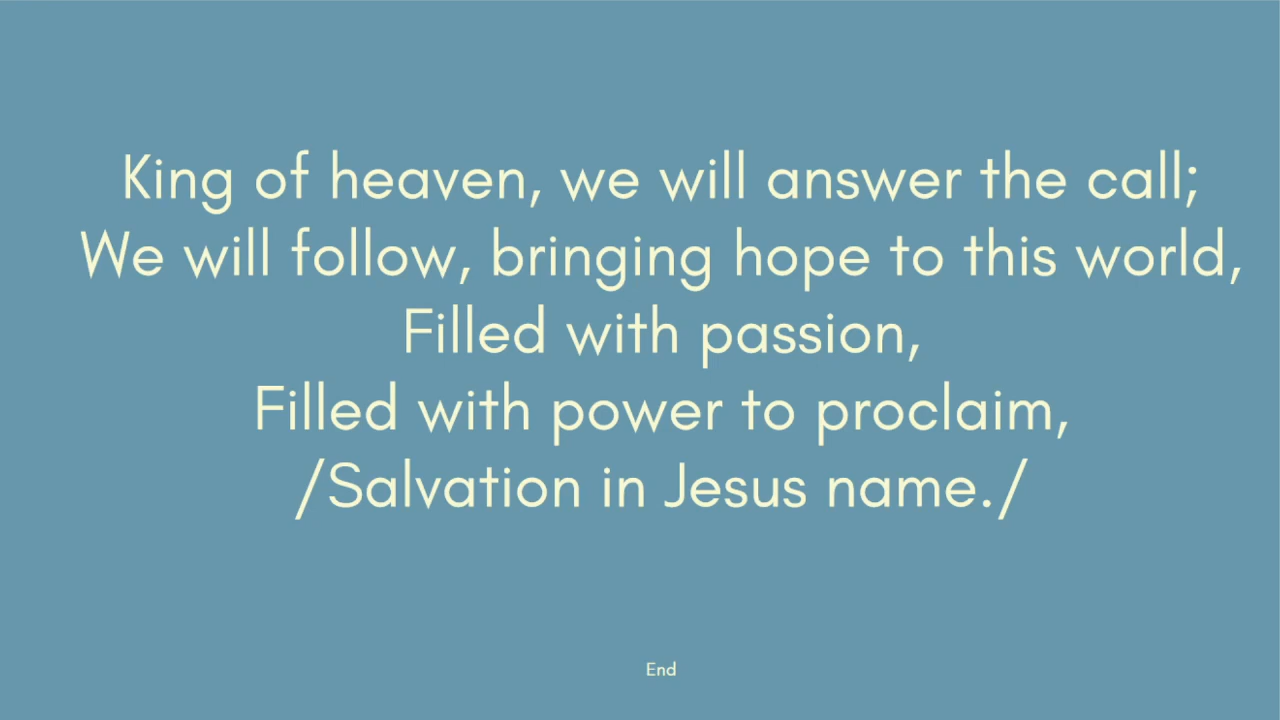 King of heaven, we will answer the call;
We will follow, bringing hope to this world,
Filled with passion,
Filled with power to proclaim,
/Salvation in Jesus name./
End